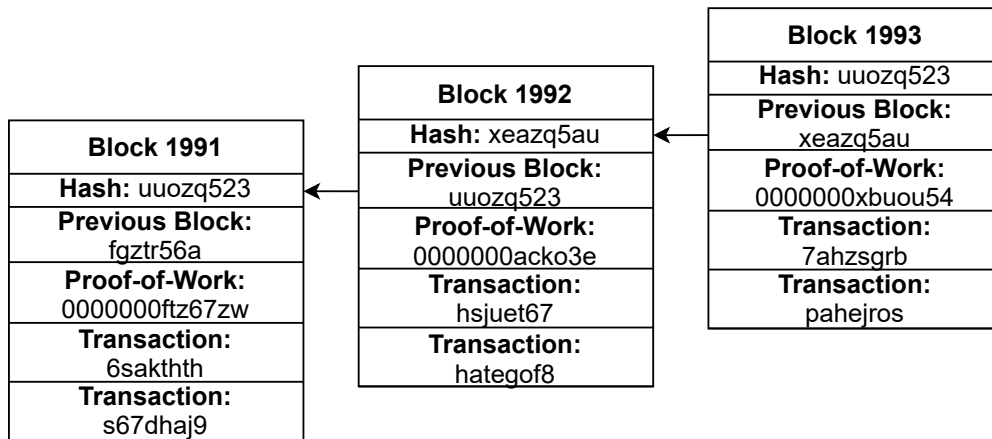 Block 1991
Hash: uuozq523
Previous Block:
fgztr56a
Proof-of-Work:
0000000ftz67zw
Transaction:
6sakthth
Transaction:
s67dhaj9
Block 1992
Hash: xeazq5au
Previous Block:
uuozq523
Proof-of-Work:
0000000acko3e
Transaction:
hsjuet67
Transaction:
hategof8
Block 1993
Hash: uuozq523
Previous Block:
xeazq5au
Proof-of-Work:
0000000xbuou54
Transaction:
7ahzsgrb
Transaction:
pahejros